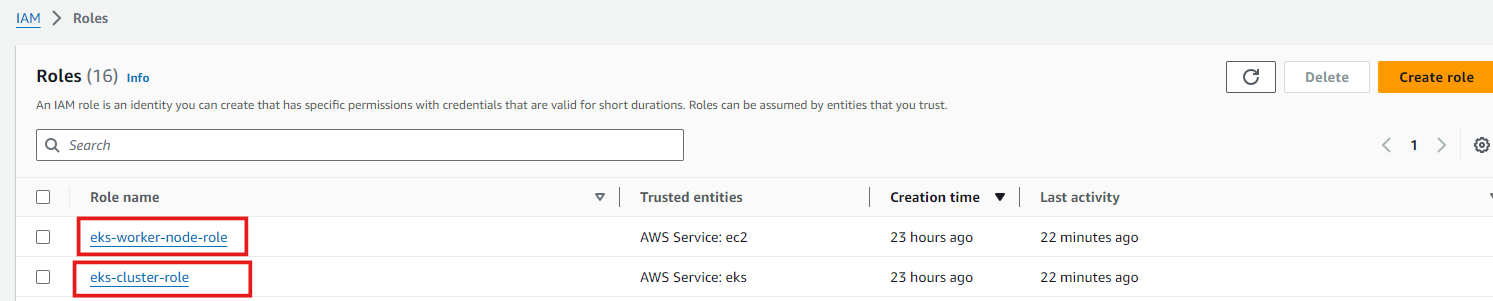 IAM > Roles
Roles (16) Info
Create role
Delete
An IAM role is an identity you can create that has specific permissions with credentials that are valid for short durations. Roles can be assumed by entities that you trust.
Search
1
Role name Trusted entities Creation time Last activity
eks-worker-node-role AWS Service: ec2 23 hours ago 22 minutes ago
eks-cluster-role AWS Service: eks 23 hours ago 22 minutes ago